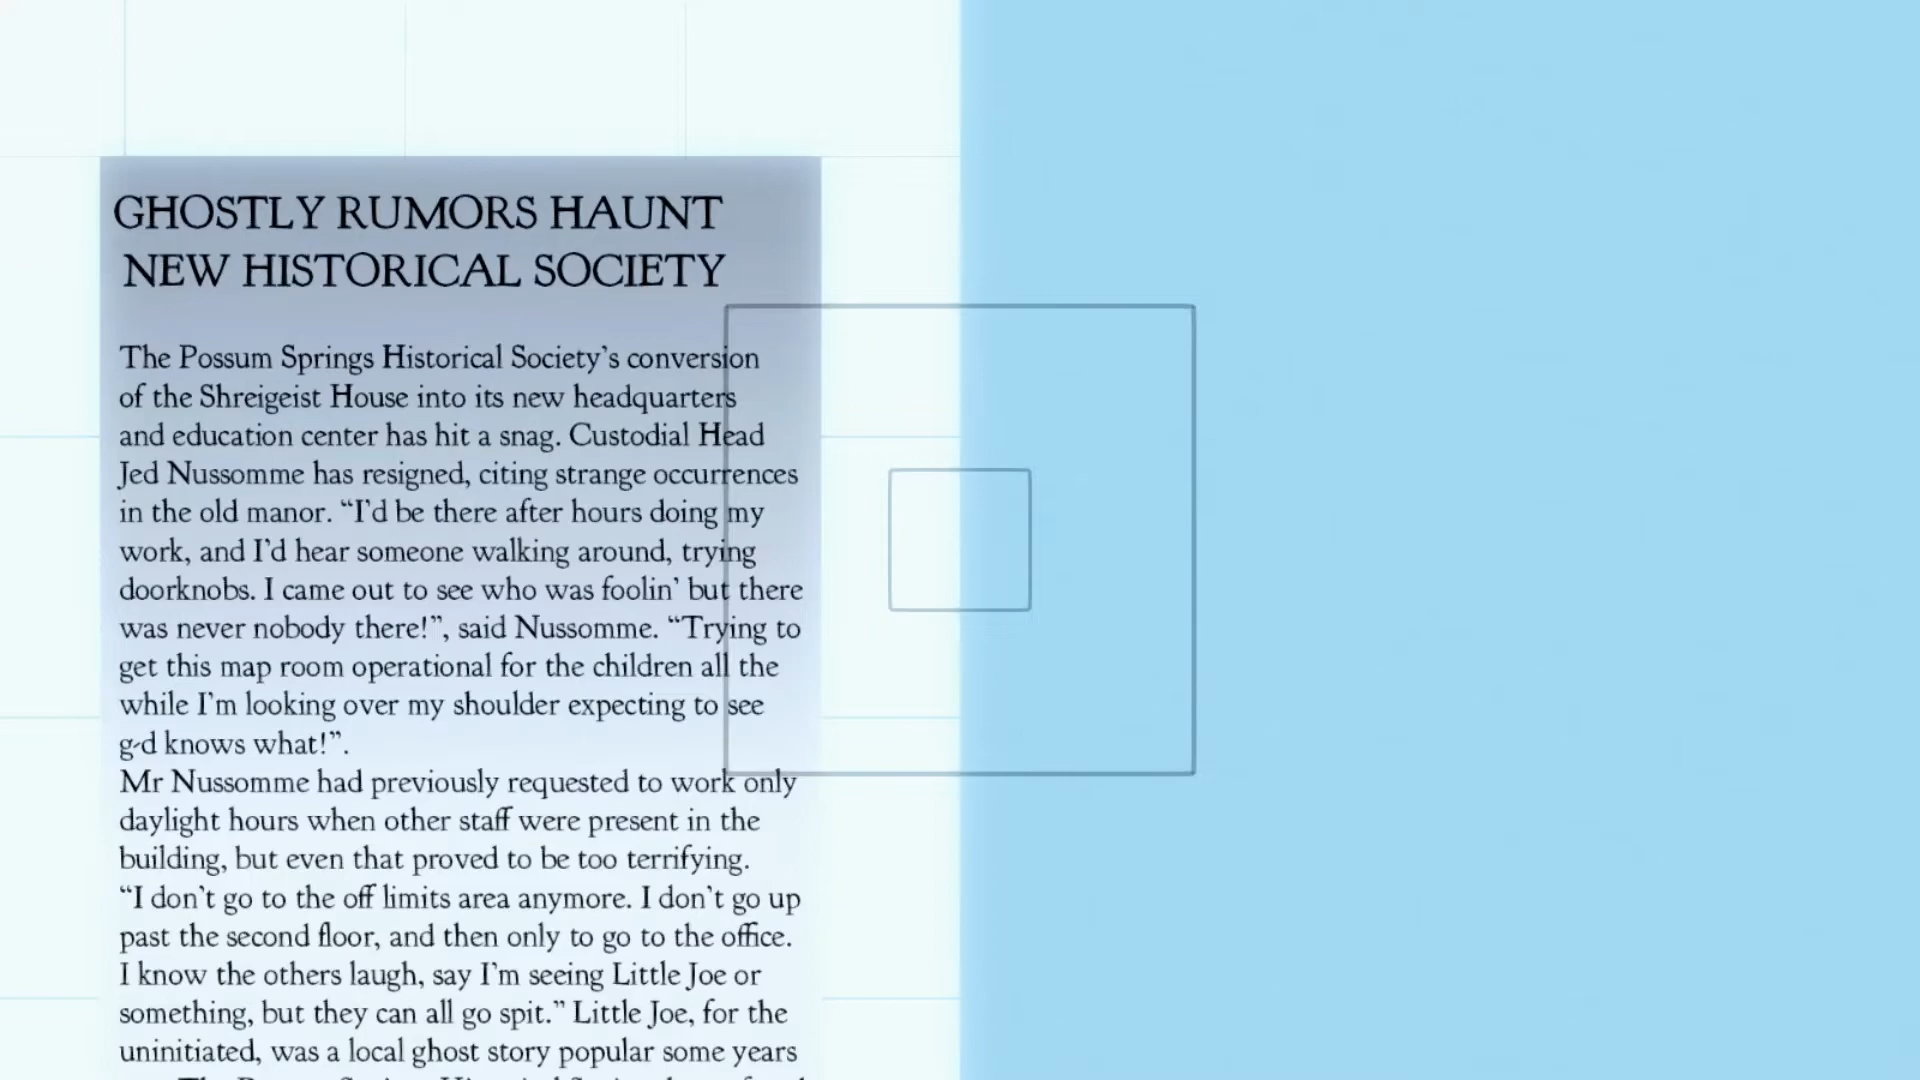 GHOSTLY RUMORS HAUNT
NEW HISTORICAL SOCIETY
The Possum Springs Historical Society’s conversion
of the Shreigeist House into its new headquarters
and education center has hit a snag. Custodial Head
Jed Nussomme has resigned, citing strange occurrences
in the old manor. “I’d be there after hours doing my
work, and I’d hear someone walking around, trying
doorknobs. I came out to see who was foolin’ but there
was never nobody there!”, said Nussomme. “Trying to
get this map room operational for the children all the
while I’m looking over my shoulder expecting to see
g-d knows what!”.
Mr Nussomme had previously requested to work only
daylight hours when other staff were present in the
building, but even that proved to be too terrifying.
“I don’t go to the off limits area anymore. I don’t go up
past the second floor, and then only to go to the office.
I know the others laugh, say I’m seeing Little Joe or
something, but they can all go spit.” Little Joe, for the
uninitiated, was a local ghost story popular some years